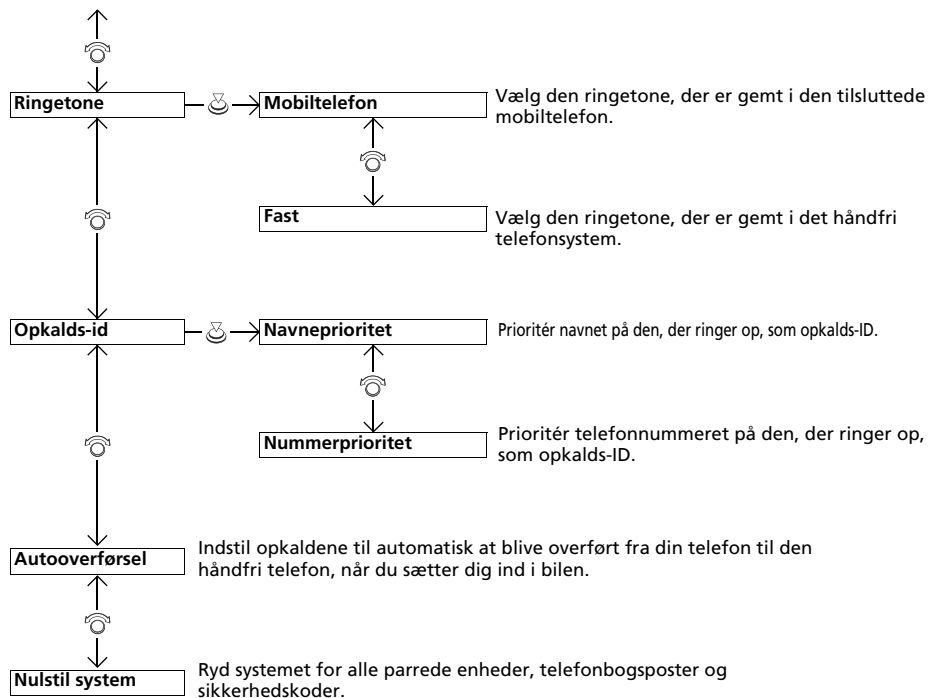 Ringetone
Mobiltelefon
Vælg den ringetone, der er gemt i den tilsluttede
mobiltelefon.
Fast
Vælg den ringetone, der er gemt i det håndfri
telefonsystem.
Opkalds-id
Navneprioritet
Prioritér navnet på den, der ringer op, som opkalds-ID.
Nummerprioritet
Prioritér telefonnummeret på den, der ringer op,
som opkalds-ID.
Autooverførsel
Indstil opkaldene til automatisk at blive overført fra din telefon til den
håndfri telefon, når du sætter dig ind i bilen.
Nulstil system
Ryd systemet for alle parrede enheder, telefonbogsposter og
sikkerhedskoder.